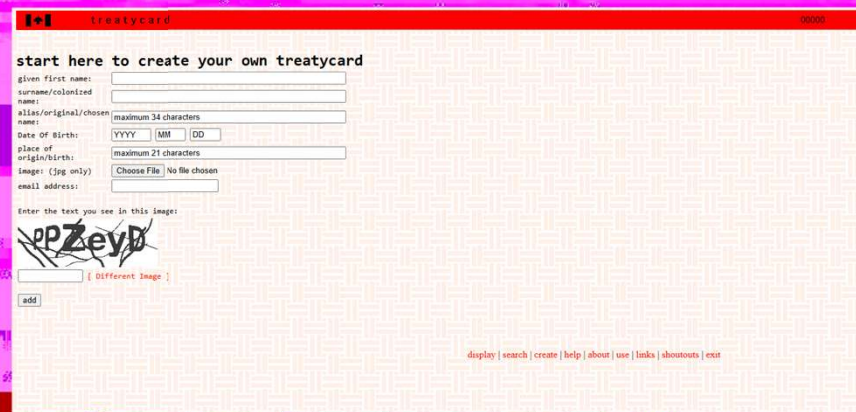 treatycard
00000
start here to create your own treatycard
given first name:
surname/colonized name:
alias/original/chosen name: maximum 34 characters
Date Of Birth: YYYY MM DD
place of origin/birth: maximum 21 characters
image: (jpg only) Choose File No file chosen
email address:
Enter the text you see in this image:
PPZeyD
[ Different Image ]
add
display | search | create | help | about | use | links | shoutouts | exit